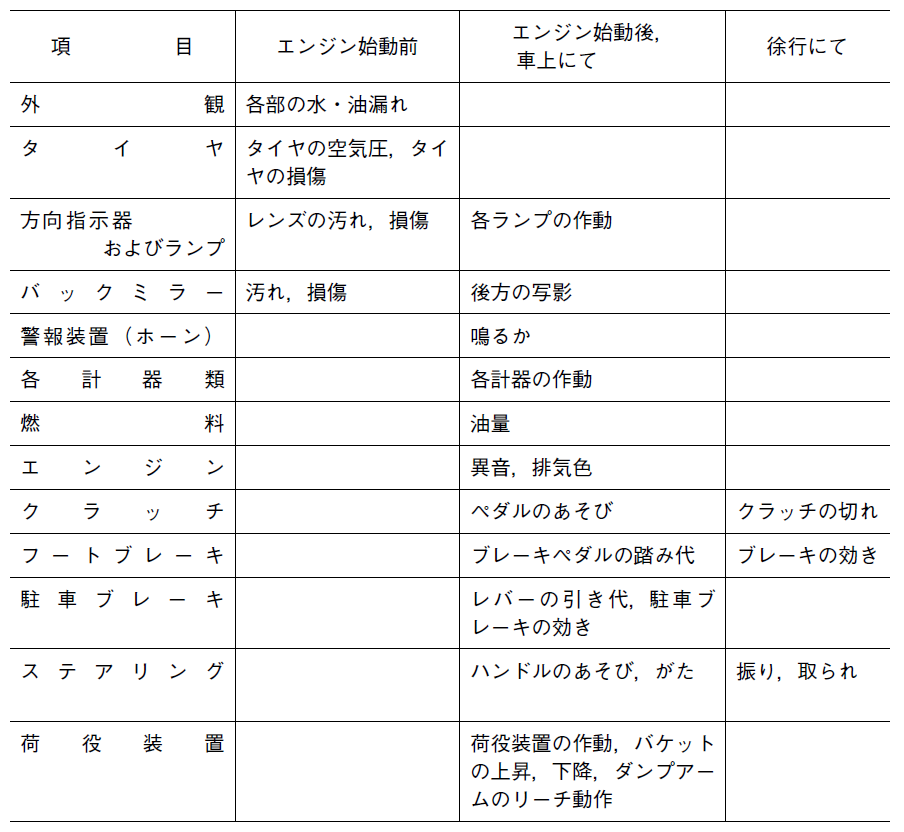 項目 エンジン始動前 エンジン始動後，
車上にて 徐行にて
外観 各部の水・油漏れ
タイヤ タイヤの空気圧，タイ
ヤの損傷
方向指示器 レンズの汚れ，損傷 各ランプの作動
およびランプ
バックミラー 汚れ，損傷 後方の写影
警報装置（ホーン） 鳴るか
各計器類 各計器の作動
燃料 油量
エンジン 異音，排気色
クラッチ ペダルのあそび クラッチの切れ
フートブレーキ ブレーキペダルの踏み代 ブレーキの効き
駐車ブレーキ レバーの引き代，駐車ブ
レーキの効き
ステアリング ハンドルのあそび，がた 振り，取られ
荷役装置 荷役装置の作動，バケット
の上昇，下降，ダンプアー
ムのリーチ動作